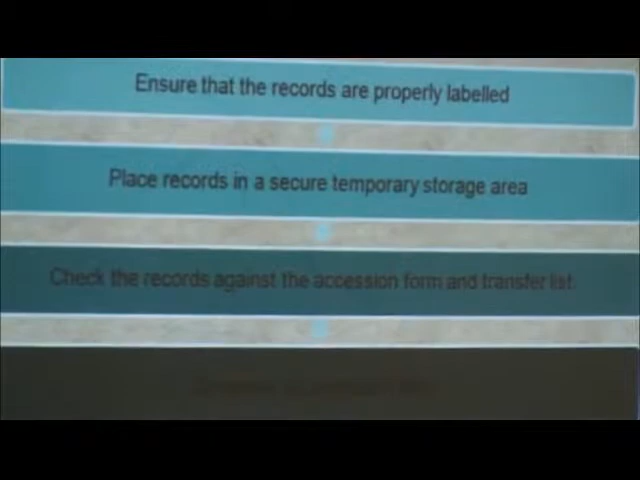 Ensure that the records are properly labelled
Place records in a secure temporary storage area
Check the records against the accession form and transfer list.